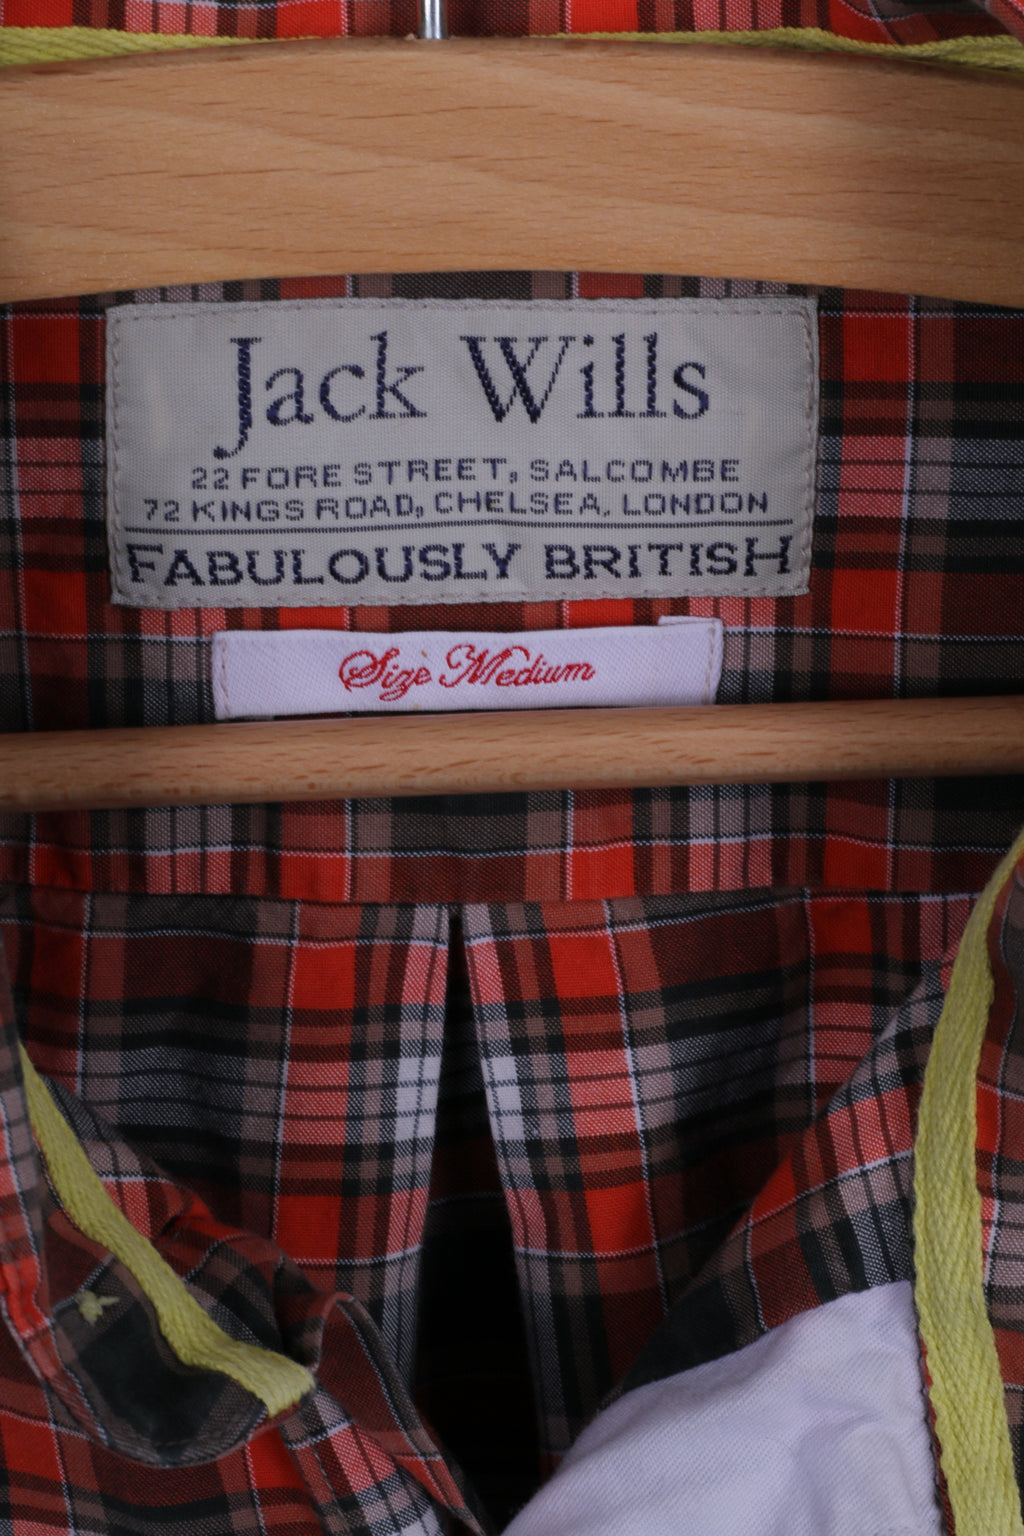 Jack Wills
22 FORE STREET, SALCOMBE
72 KINGS ROAD, CHELSEA, LONDON
FABULOUSLY BRITISH
Size Medium